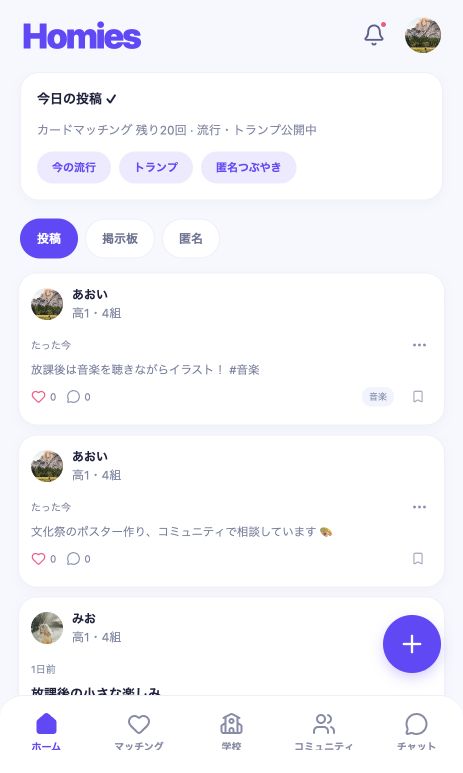 Homies
今日の投稿 ✓
カードマッチング 残り20回 · 流行・トランプ公開中
今の流行
トランプ
匿名つぶやき
投稿
掲示板
匿名
あおい
高1・4組
たった今
放課後は音楽を聴きながらイラスト！ #音楽
0 0
音楽
あおい
高1・4組
たった今
文化祭のポスター作り、コミュニティで相談しています 🎨
0 0
みお
高1・4組
1日前
放課後の小さな楽しみ
ホーム
マッチング
学校
コミュニティ
チャット